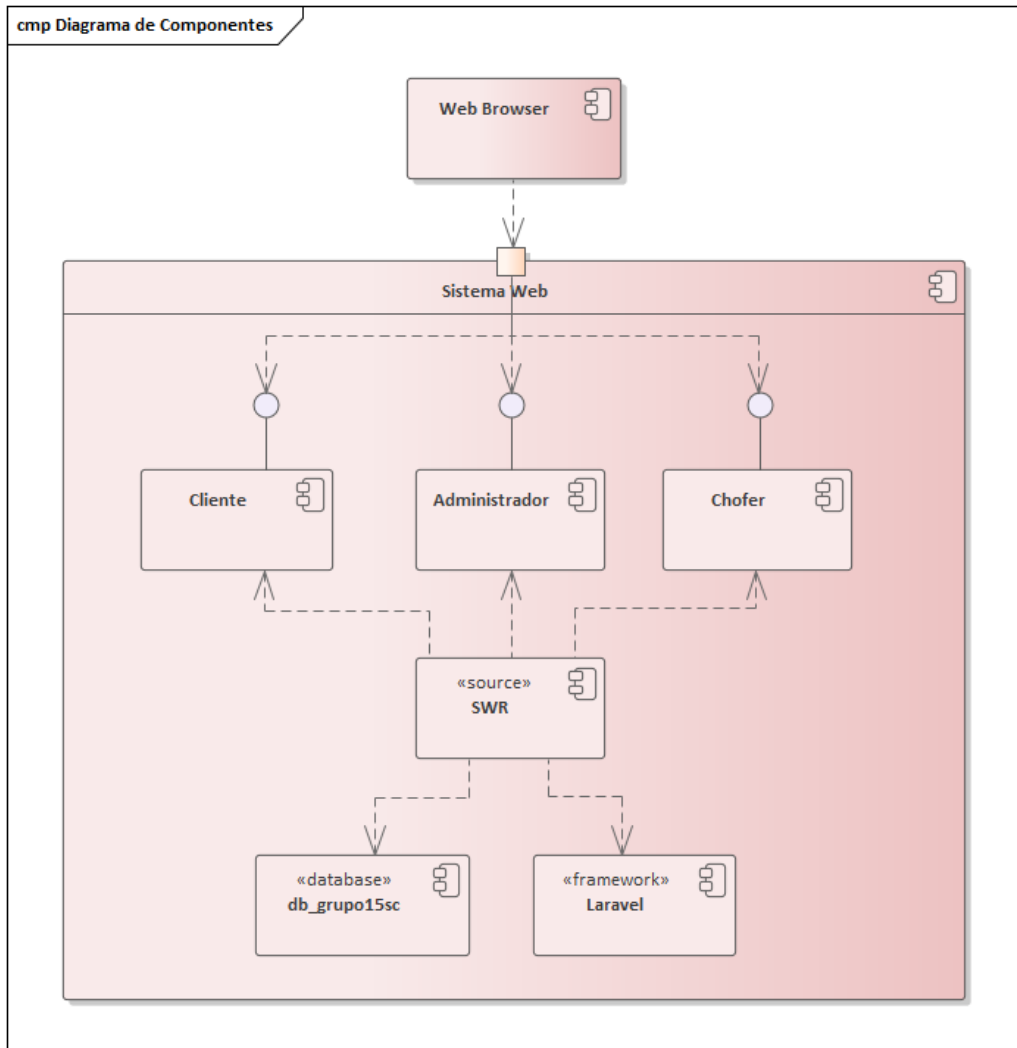 cmp Diagrama de Componentes
Web Browser
Sistema Web
Cliente
Administrador
Chofer
«source»
SWR
«database»
db_grupo15sc
«framework»
Laravel